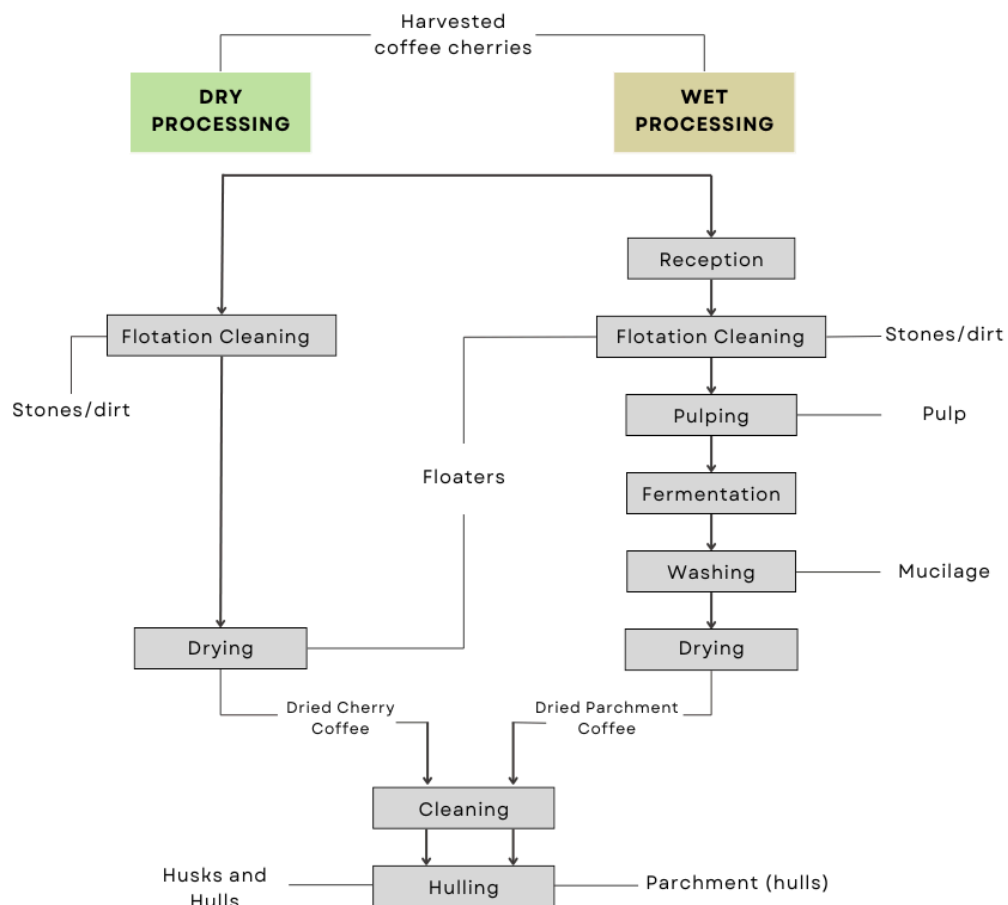 Harvested
coffee cherries
DRY
PROCESSING
WET
PROCESSING
Reception
Flotation Cleaning
Flotation Cleaning
Stones/dirt
Stones/dirt
Pulping
Pulp
Floaters
Fermentation
Washing
Mucilage
Drying
Drying
Dried Cherry
Coffee
Dried Parchment
Coffee
Cleaning
Husks and
Hulls
Hulling
Parchment (hulls)